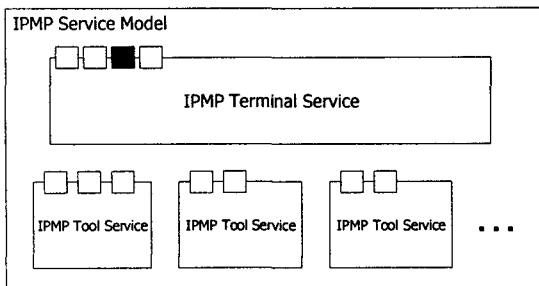 IPMP Service Model
IPMP Terminal Service
IPMP Tool Service
IPMP Tool Service
IPMP Tool Service
...